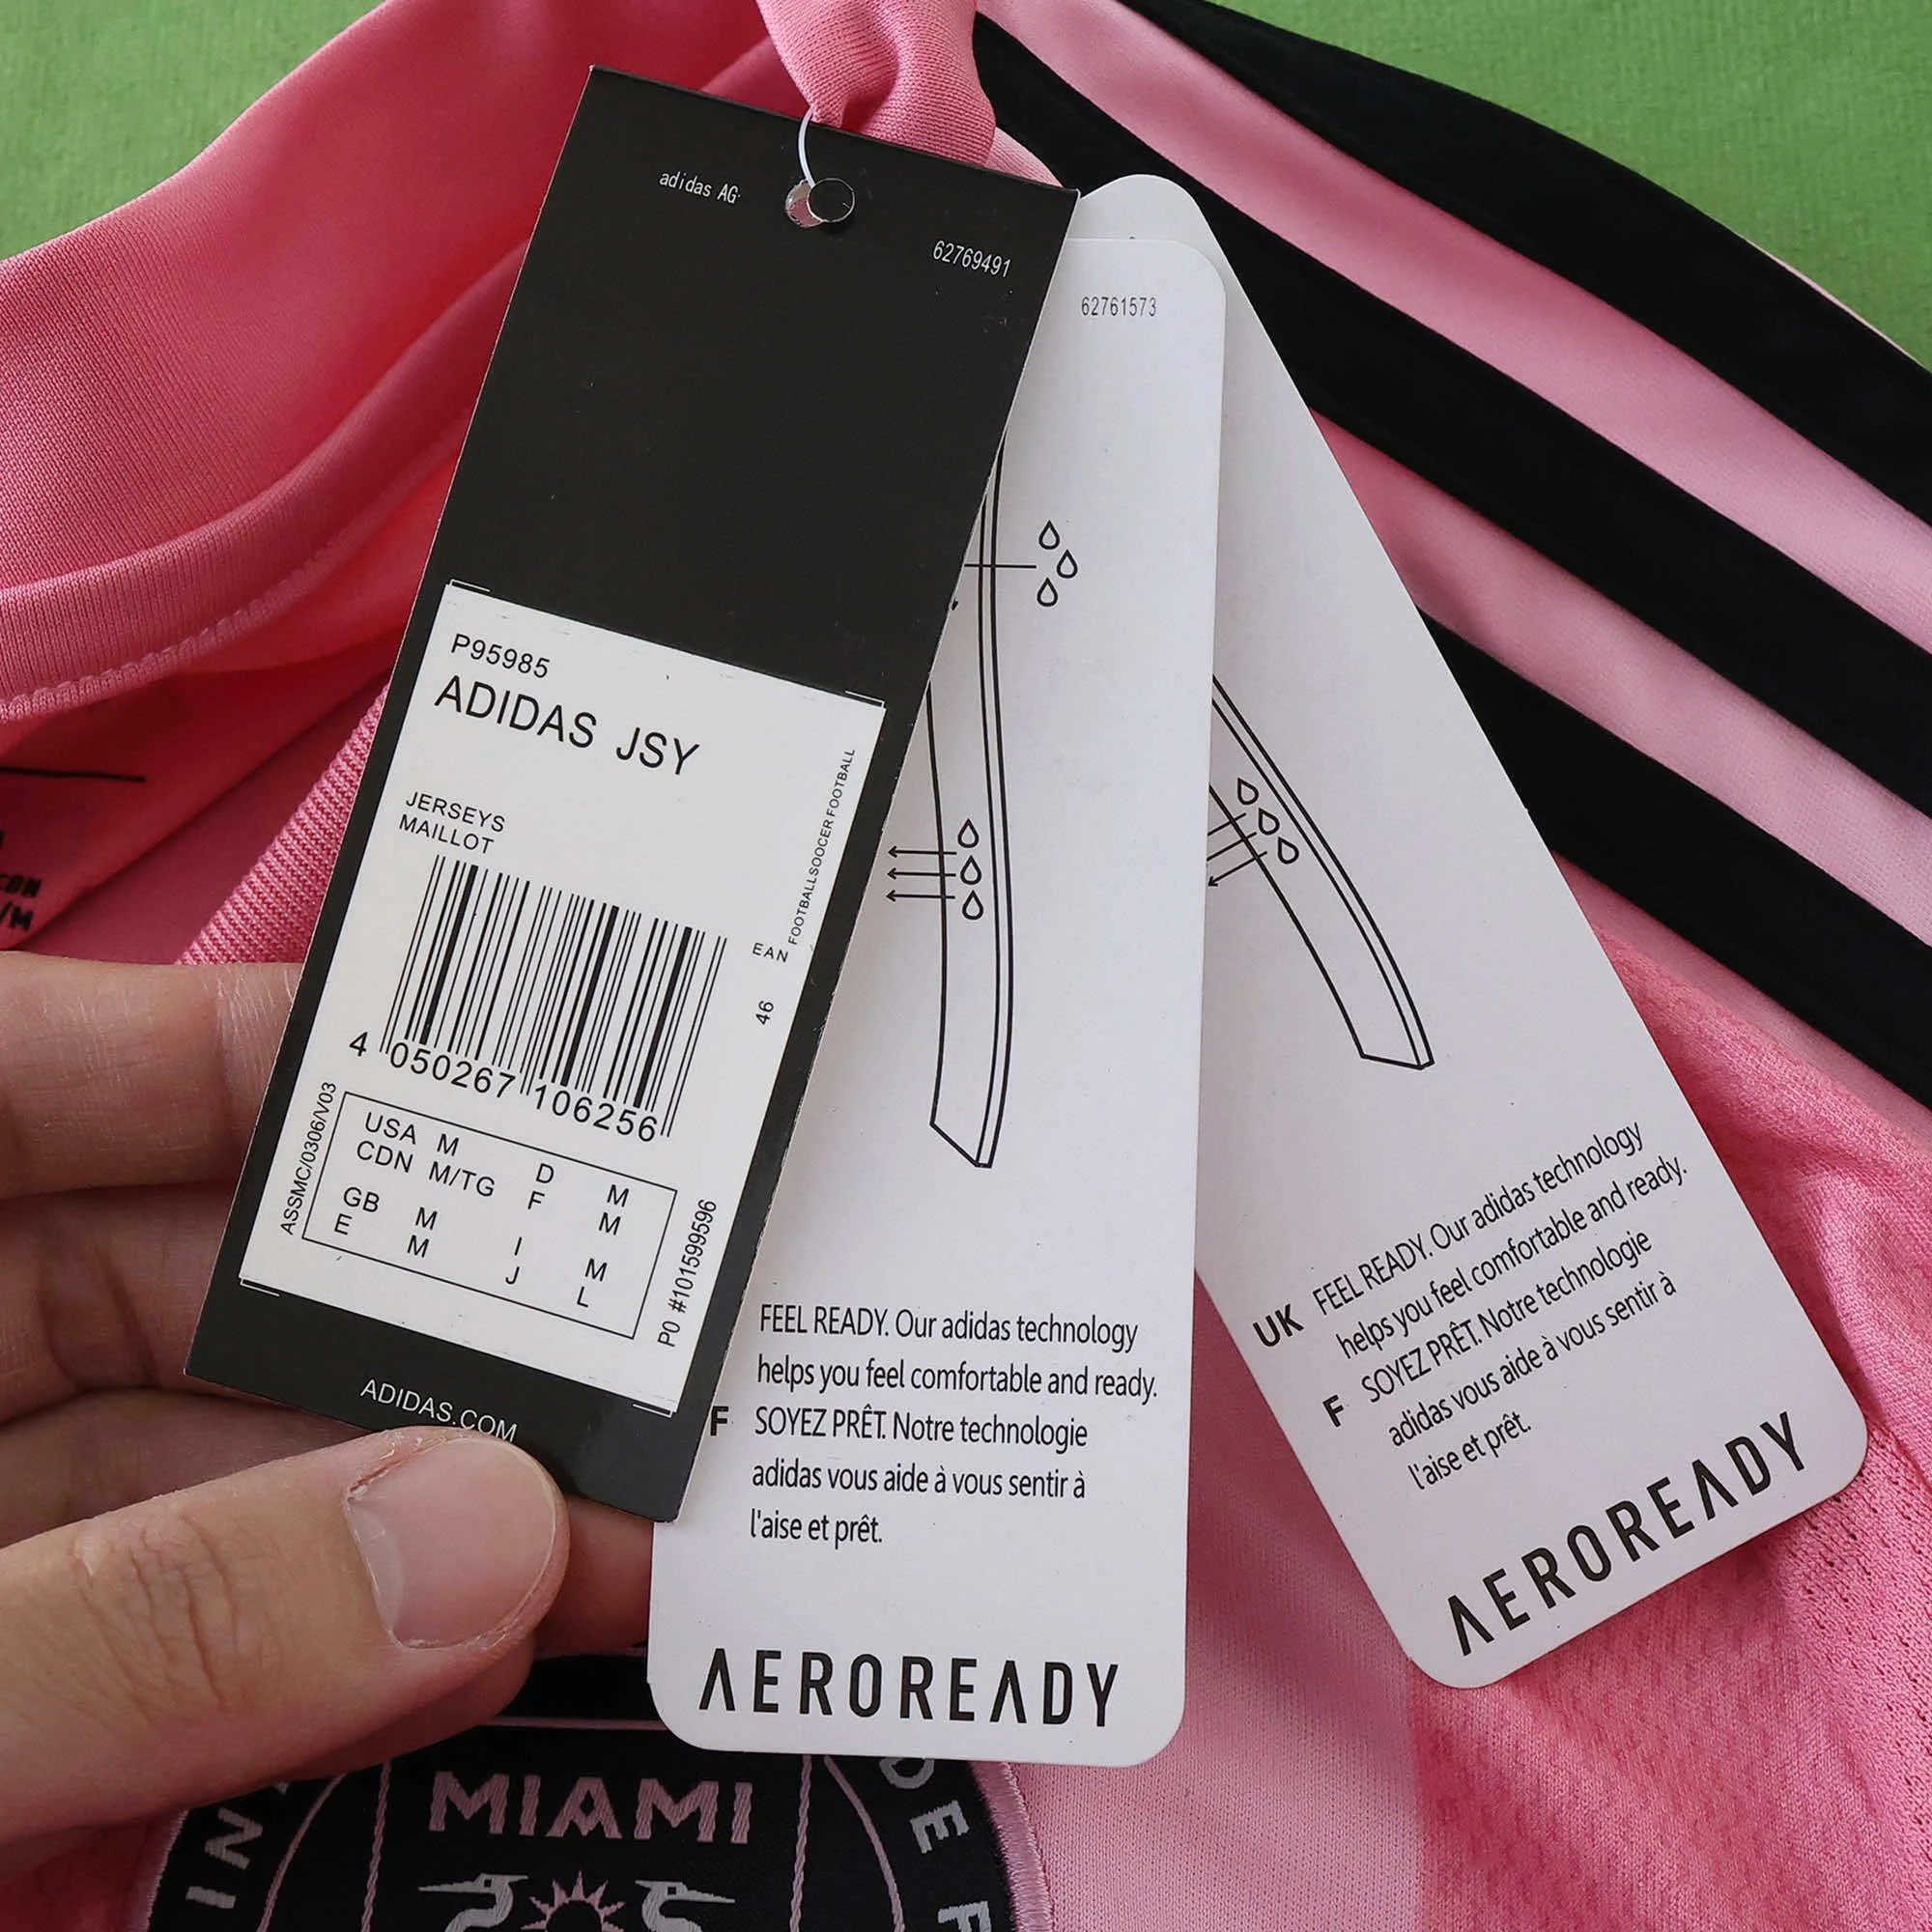 adidas AG
62769491
P95985
ADIDAS JSY
JERSEYS
MAILLOT
FOOTBALLSOCCER FOOTBALL
EAN
46
4 050267 106256
ASSMC/0306/V03
USA M D M
CDN M/TG F M
GB M I M
E M J L
PO #101599596
ADIDAS.COM
62761573
FEEL READY. Our adidas technology
helps you feel comfortable and ready.
F SOYEZ PRÊT. Notre technologie
adidas vous aide à vous sentir à
l'aise et prêt.
AEROREADY
UK FEEL READY. Our adidas technology
helps you feel comfortable and ready.
F SOYEZ PRÊT. Notre technologie
adidas vous aide à vous sentir à
l'aise et prêt.
AEROREADY
MIAMI